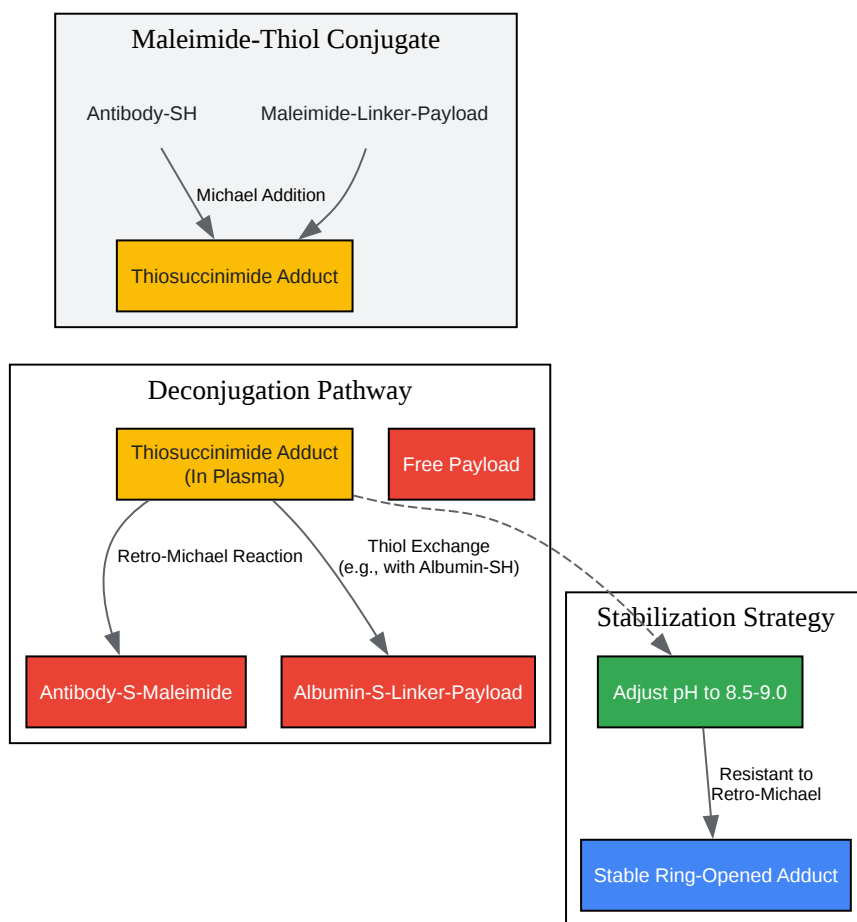 Maleimide-Thiol Conjugate
Antibody-SH
Maleimide-Linker-Payload
Michael Addition
Thiosuccinimide Adduct
Deconjugation Pathway
Thiosuccinimide Adduct
(In Plasma)
Free Payload
Retro-Michael Reaction
Thiol Exchange
(e.g., with Albumin-SH)
Antibody-S-Maleimide
Albumin-S-Linker-Payload
Stabilization Strategy
Adjust pH to 8.5-9.0
Resistant to
Retro-Michael
Stable Ring-Opened Adduct